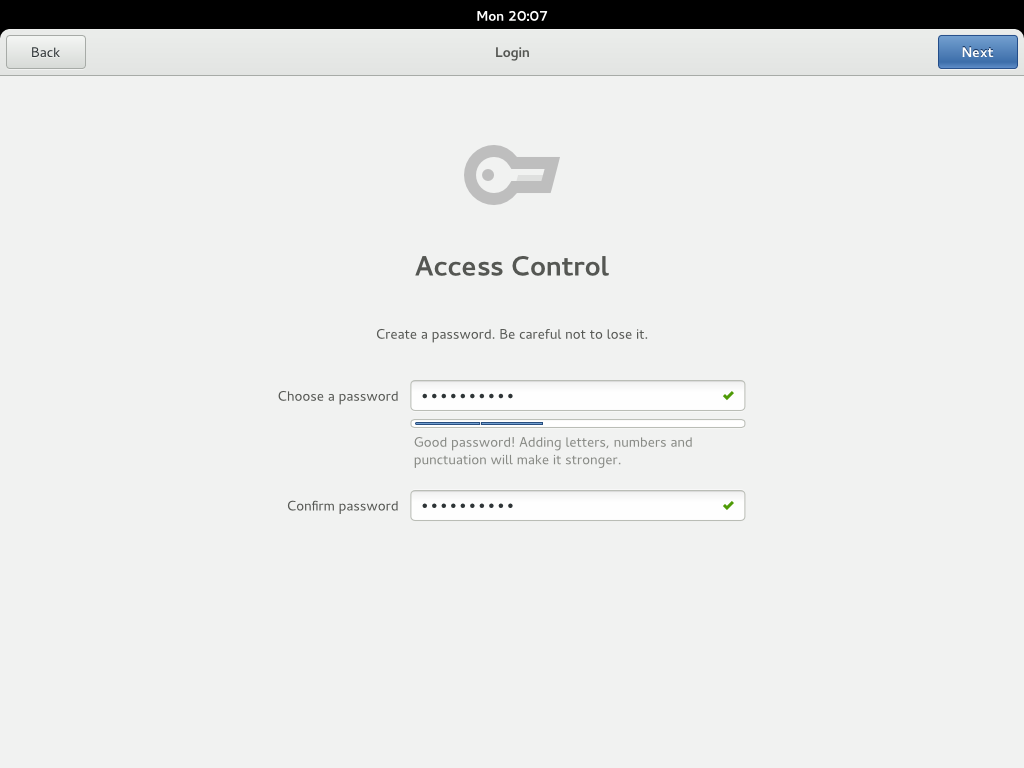 Mon 20:07
Back
Login
Next
Access Control
Create a password. Be careful not to lose it.
Choose a password
Good password! Adding letters, numbers and
punctuation will make it stronger.
Confirm password